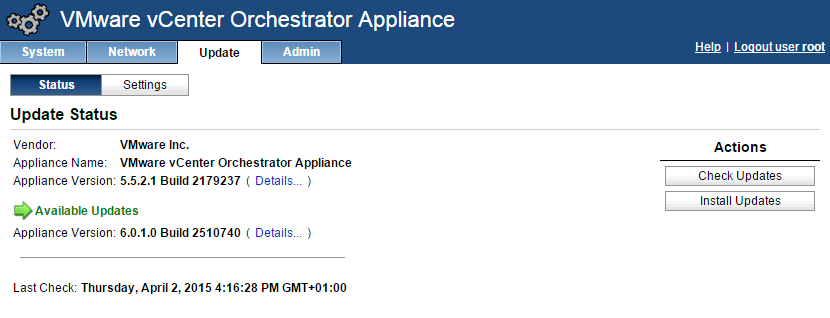 VMware vCenter Orchestrator Appliance
System Network Update Admin Help | Logout user root
Status Settings
Update Status
Vendor: VMware Inc.
Appliance Name: VMware vCenter Orchestrator Appliance
Appliance Version: 5.5.2.1 Build 2179237 ( Details... )
Available Updates
Appliance Version: 6.0.1.0 Build 2510740 ( Details... )
Last Check: Thursday, April 2, 2015 4:16:28 PM GMT+01:00
Actions
Check Updates
Install Updates